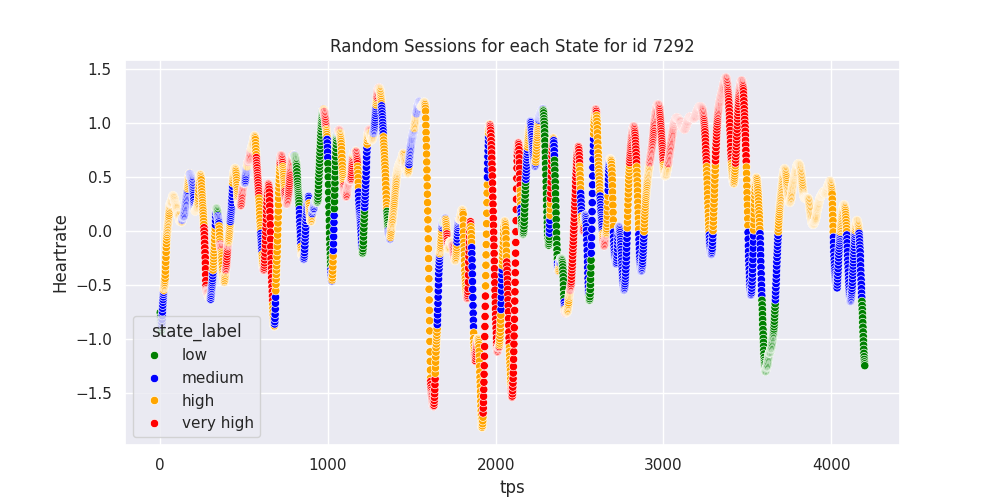 Random Sessions for each State for id 7292
Heartrate
1.5
1.0
0.5
0.0
−0.5
−1.0
−1.5
state_label
low
medium
high
very high
0 1000 2000 3000 4000
tps